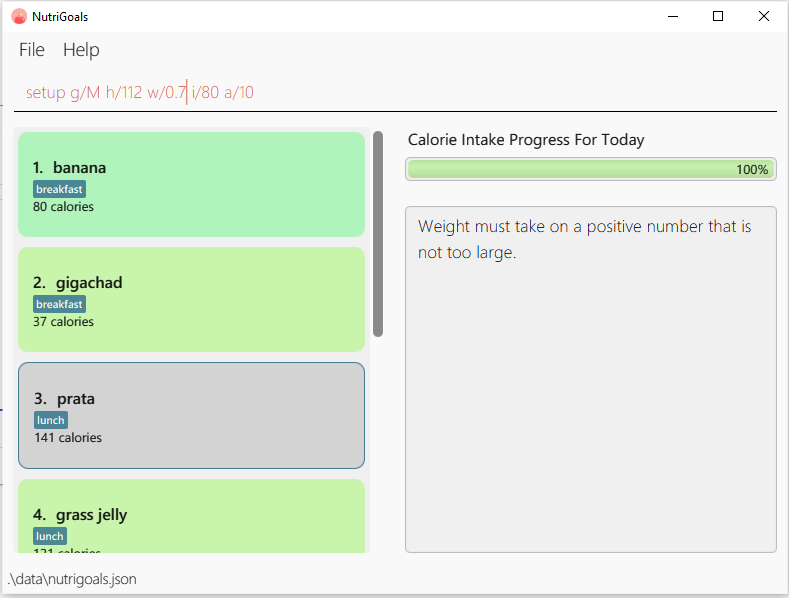 NutriGoals
File Help
setup g/M h/112 w/0.7 i/80 a/10
1. banana
breakfast
80 calories
2. gigachad
breakfast
37 calories
3. prata
lunch
141 calories
4. grass jelly
lunch
121 calories
Calorie Intake Progress For Today
100%
Weight must take on a positive number that is
not too large.
.\data\nutrigoals.json